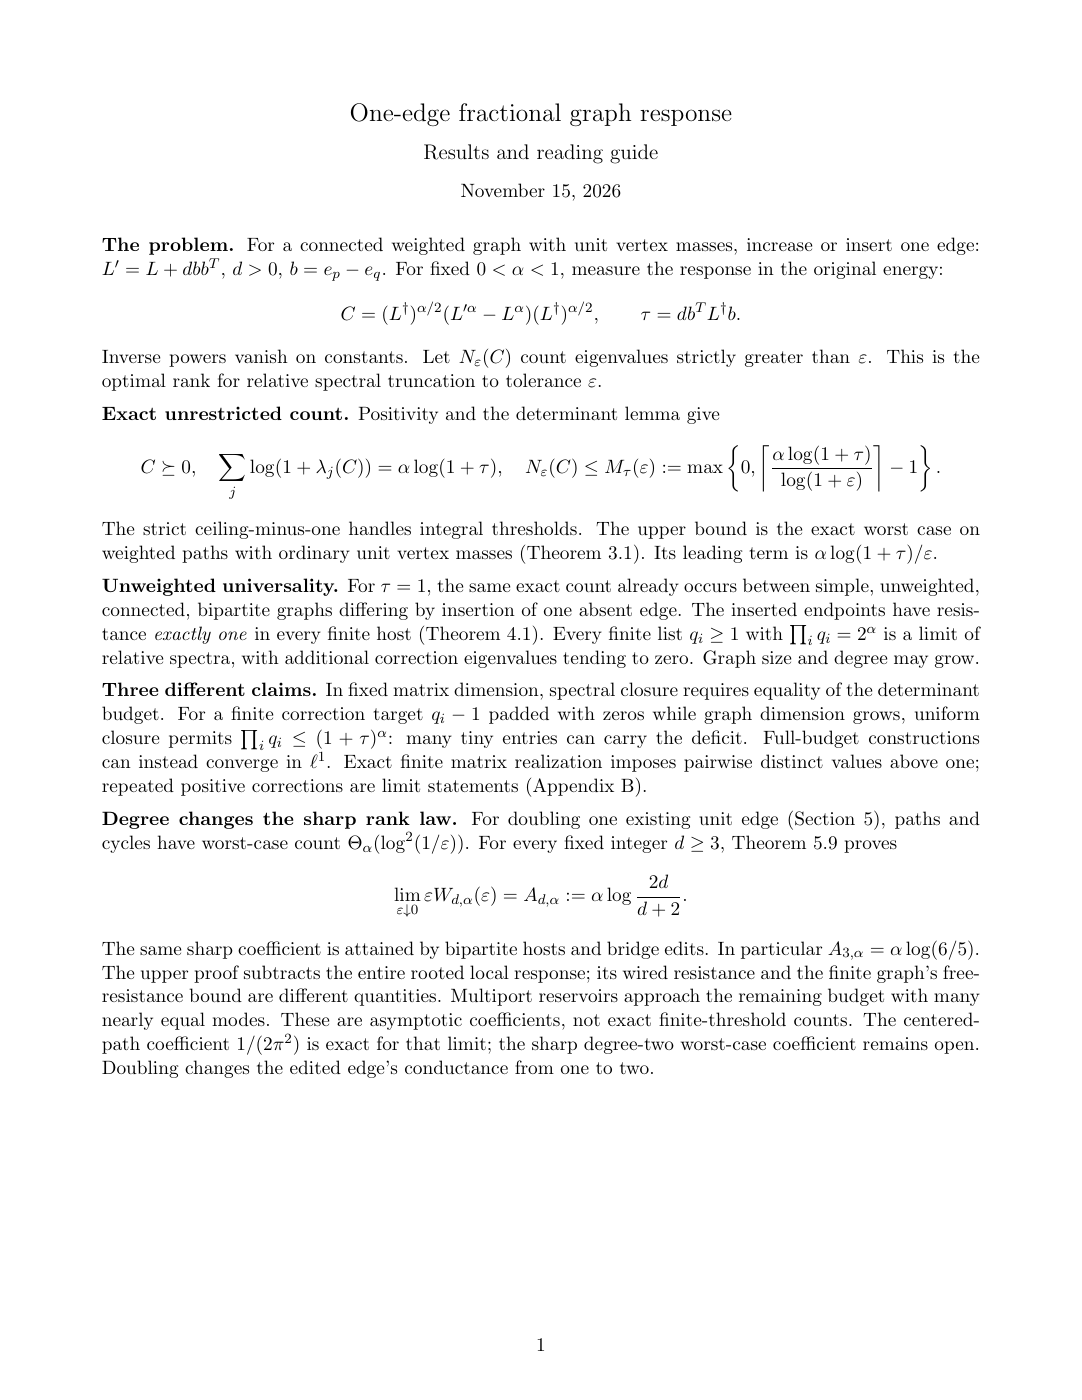 One-edge fractional graph response
Results and reading guide
November 15, 2026
The problem. For a connected weighted graph with unit vertex masses, increase or insert one edge:
L′ = L + dbbᵀ, d > 0, b = e_p − e_q. For fixed 0 < α < 1, measure the response in the original energy:
C = (L†)^{α/2}(L′^α − L^α)(L†)^{α/2},  τ = dbᵀL†b.
Inverse powers vanish on constants. Let N_ε(C) count eigenvalues strictly greater than ε. This is the
optimal rank for relative spectral truncation to tolerance ε.
Exact unrestricted count. Positivity and the determinant lemma give
C ⪰ 0, ∑_j log(1 + λ_j(C)) = α log(1 + τ), N_ε(C) ≤ M_τ(ε) := max {0, ⌈α log(1 + τ) / log(1 + ε)⌉ − 1}.
The strict ceiling-minus-one handles integral thresholds. The upper bound is the exact worst case on
weighted paths with ordinary unit vertex masses (Theorem 3.1). Its leading term is α log(1 + τ)/ε.
Unweighted universality. For τ = 1, the same exact count already occurs between simple, unweighted,
connected, bipartite graphs differing by insertion of one absent edge. The inserted endpoints have resis-
tance exactly one in every finite host (Theorem 4.1). Every finite list q_i ≥ 1 with ∏_i q_i = 2^α is a limit of
relative spectra, with additional correction eigenvalues tending to zero. Graph size and degree may grow.
Three different claims. In fixed matrix dimension, spectral closure requires equality of the determinant
budget. For a finite correction target q_i − 1 padded with zeros while graph dimension grows, uniform
closure permits ∏_i q_i ≤ (1 + τ)^α: many tiny entries can carry the deficit. Full-budget constructions
can instead converge in ℓ¹. Exact finite matrix realization imposes pairwise distinct values above one;
repeated positive corrections are limit statements (Appendix B).
Degree changes the sharp rank law. For doubling one existing unit edge (Section 5), paths and
cycles have worst-case count Θ_α(log²(1/ε)). For every fixed integer d ≥ 3, Theorem 5.9 proves
lim_{ε↓0} εW_{d,α}(ε) = A_{d,α} := α log 2d / (d + 2).
The same sharp coefficient is attained by bipartite hosts and bridge edits. In particular A_{3,α} = α log(6/5).
The upper proof subtracts the entire rooted local response; its wired resistance and the finite graph's free-
resistance bound are different quantities. Multiport reservoirs approach the remaining budget with many
nearly equal modes. These are asymptotic coefficients, not exact finite-threshold counts. The centered-
path coefficient 1/(2π²) is exact for that limit; the sharp degree-two worst-case coefficient remains open.
Doubling changes the edited edge's conductance from one to two.
1